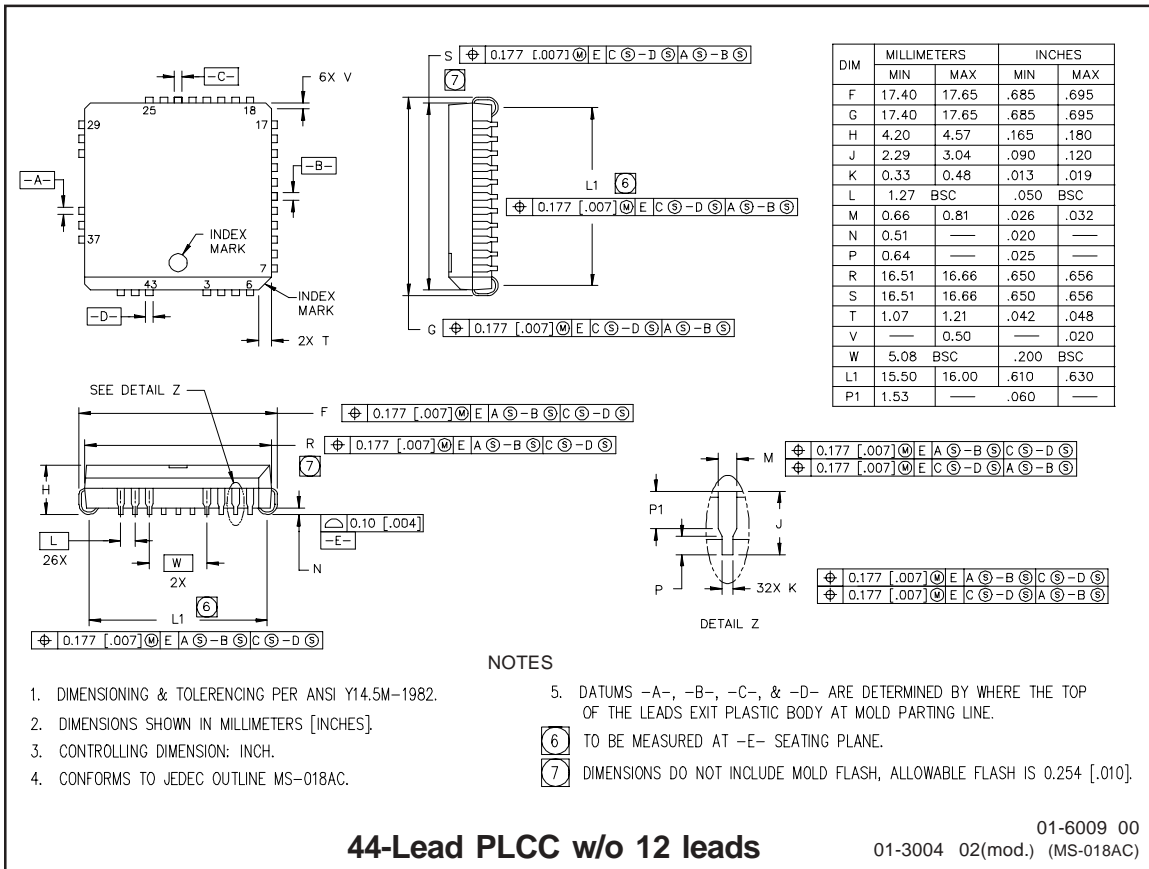 S ⌖ 0.177 [.007] Ⓜ E C Ⓢ -D Ⓢ A Ⓢ -B Ⓢ
7
-C-
6X V
25
18
29
17
-A-
-B-
37
INDEX
MARK
7
43 3 6
-D-
INDEX
MARK
2X T
L1 6
⌖ 0.177 [.007] Ⓜ E C Ⓢ -D Ⓢ A Ⓢ -B Ⓢ
G ⌖ 0.177 [.007] Ⓜ E C Ⓢ -D Ⓢ A Ⓢ -B Ⓢ
DIM MILLIMETERS INCHES
MIN MAX MIN MAX
F 17.40 17.65 .685 .695
G 17.40 17.65 .685 .695
H 4.20 4.57 .165 .180
J 2.29 3.04 .090 .120
K 0.33 0.48 .013 .019
L 1.27 BSC .050 BSC
M 0.66 0.81 .026 .032
N 0.51 — .020 —
P 0.64 — .025 —
R 16.51 16.66 .650 .656
S 16.51 16.66 .650 .656
T 1.07 1.21 .042 .048
V — 0.50 — .020
W 5.08 BSC .200 BSC
L1 15.50 16.00 .610 .630
P1 1.53 — .060 —
SEE DETAIL Z
F ⌖ 0.177 [.007] Ⓜ E A Ⓢ -B Ⓢ C Ⓢ -D Ⓢ
R ⌖ 0.177 [.007] Ⓜ E A Ⓢ -B Ⓢ C Ⓢ -D Ⓢ
7
H
L
26X
W
2X
⌓ 0.10 [.004]
-E-
N
6
L1
⌖ 0.177 [.007] Ⓜ E A Ⓢ -B Ⓢ C Ⓢ -D Ⓢ
M ⌖ 0.177 [.007] Ⓜ E A Ⓢ -B Ⓢ C Ⓢ -D Ⓢ
⌖ 0.177 [.007] Ⓜ E C Ⓢ -D Ⓢ A Ⓢ -B Ⓢ
P1
J
P
32X K
⌖ 0.177 [.007] Ⓜ E A Ⓢ -B Ⓢ C Ⓢ -D Ⓢ
⌖ 0.177 [.007] Ⓜ E C Ⓢ -D Ⓢ A Ⓢ -B Ⓢ
DETAIL Z
NOTES
1. DIMENSIONING & TOLERENCING PER ANSI Y14.5M-1982.
2. DIMENSIONS SHOWN IN MILLIMETERS [INCHES].
3. CONTROLLING DIMENSION: INCH.
4. CONFORMS TO JEDEC OUTLINE MS-018AC.
5. DATUMS -A-, -B-, -C-, & -D- ARE DETERMINED BY WHERE THE TOP
OF THE LEADS EXIT PLASTIC BODY AT MOLD PARTING LINE.
6 TO BE MEASURED AT -E- SEATING PLANE.
7 DIMENSIONS DO NOT INCLUDE MOLD FLASH, ALLOWABLE FLASH IS 0.254 [.010].
44-Lead PLCC w/o 12 leads
01-6009 00
01-3004 02(mod.) (MS-018AC)